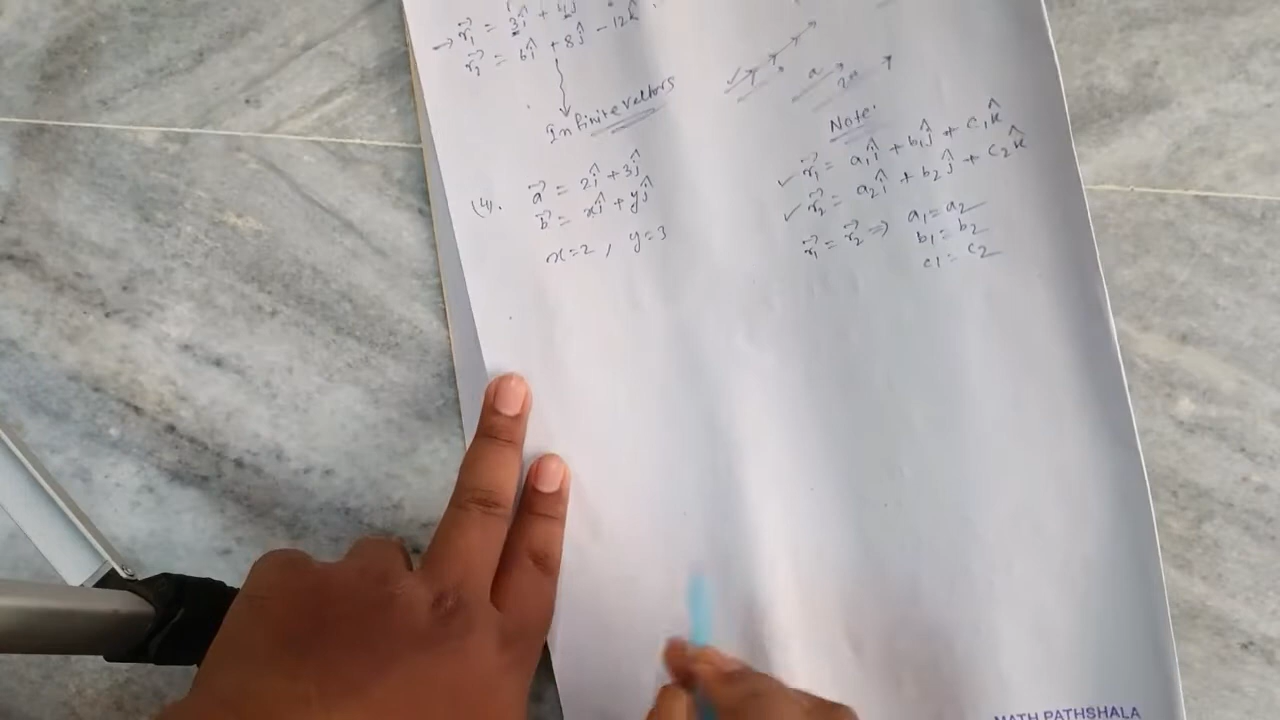 → r⃗₁ = 3î + 4ĵ
r⃗₂ = 6î + 8ĵ - 12k̂
Infinite vectors
(4). a⃗ = 2î + 3ĵ
b⃗ = xî + yĵ
x=2, y=3
a⃗ 2a
Note:
✓ r⃗₁ = a₁î + b₁ĵ + c₁k̂
✓ r⃗₂ = a₂î + b₂ĵ + c₂k̂
r⃗₁ = r⃗₂ ⇒ a₁ = a₂
b₁ = b₂
c₁ = c₂
MATH PATHSHALA